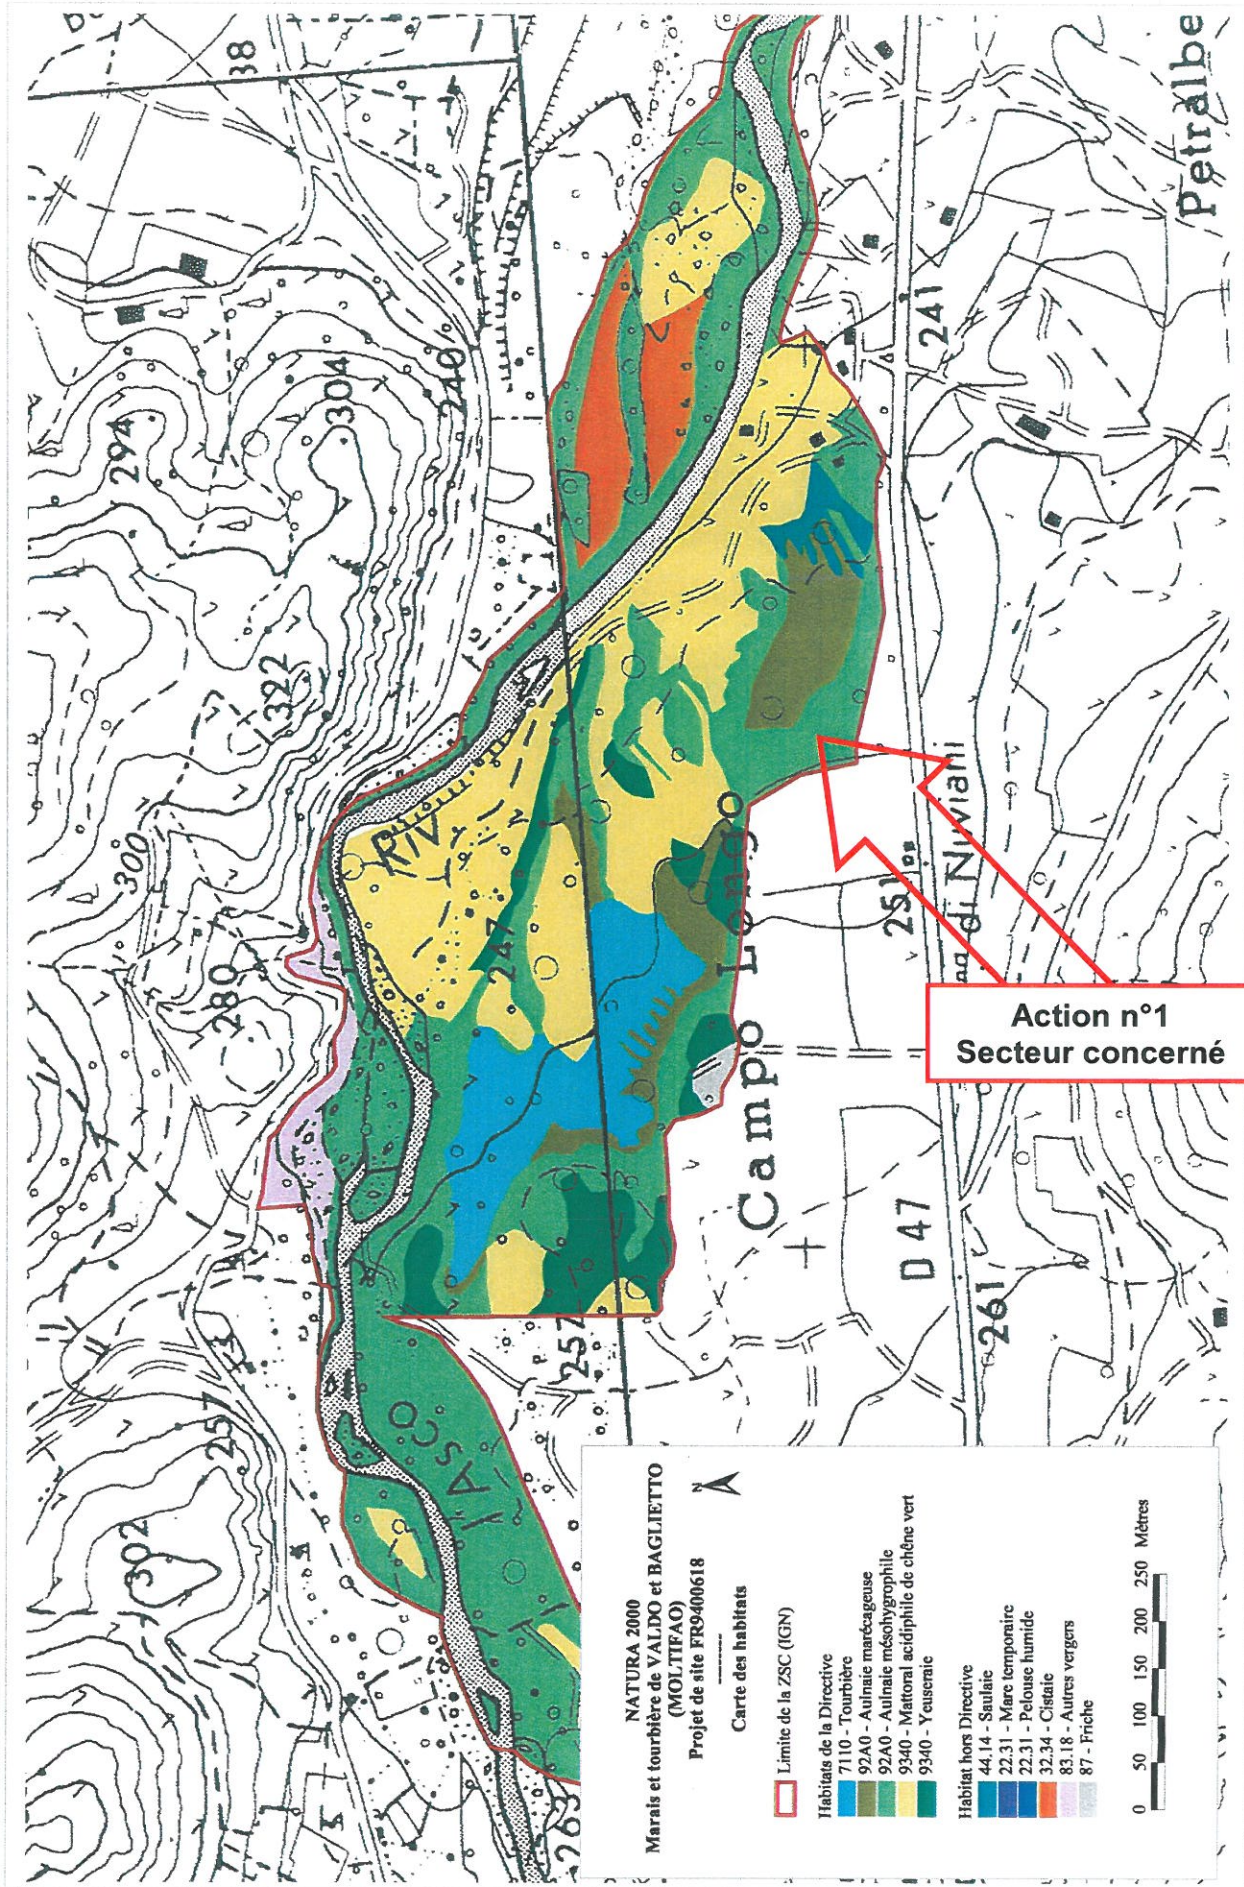 38
Petralbe
294
304
240
241
322
300
280
RIV
247
Campo Longo
251
di Nuviani
Action n°1
Secteur concerné
D 47
261
257
257
302
l'Asco
263
NATURA 2000
Marais et tourbière de VALDO et BAGLIETTO
(MOLTIFAO)
Projet de site FR9400618
N
Carte des habitats
Limite de la ZSC (IGN)
Habitats de la Directive
7110 - Tourbière
92A0 - Aulnaie marécageuse
92A0 - Aulnaie mésohygrophile
9340 - Mattoral acidiphile de chêne vert
9340 - Yeuseraie
Habitat hors Directive
44.14 - Saulaie
22.31 - Mare temporaire
22.31 - Pelouse humide
32.34 - Cistaie
83.18 - Autres vergers
87 - Friche
0 50 100 150 200 250 Mètres